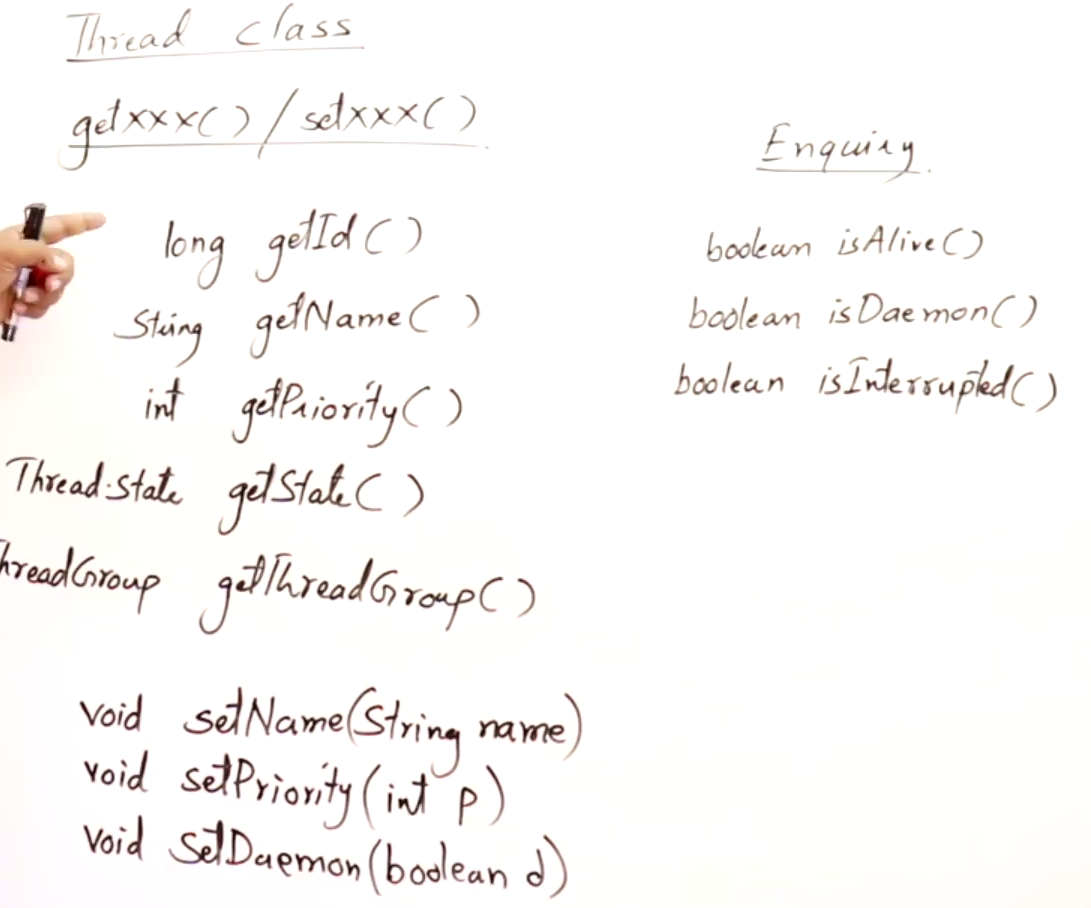 Thread class
getxxx() / setxxx()
long getId()
String getName()
int getPriority()
Thread.State getState()
hreadGroup getThreadGroup()
void setName(String name)
void setPriority(int p)
void setDaemon(boolean d)
Enquiry.
boolean isAlive()
boolean isDaemon()
boolean isInterrupted()